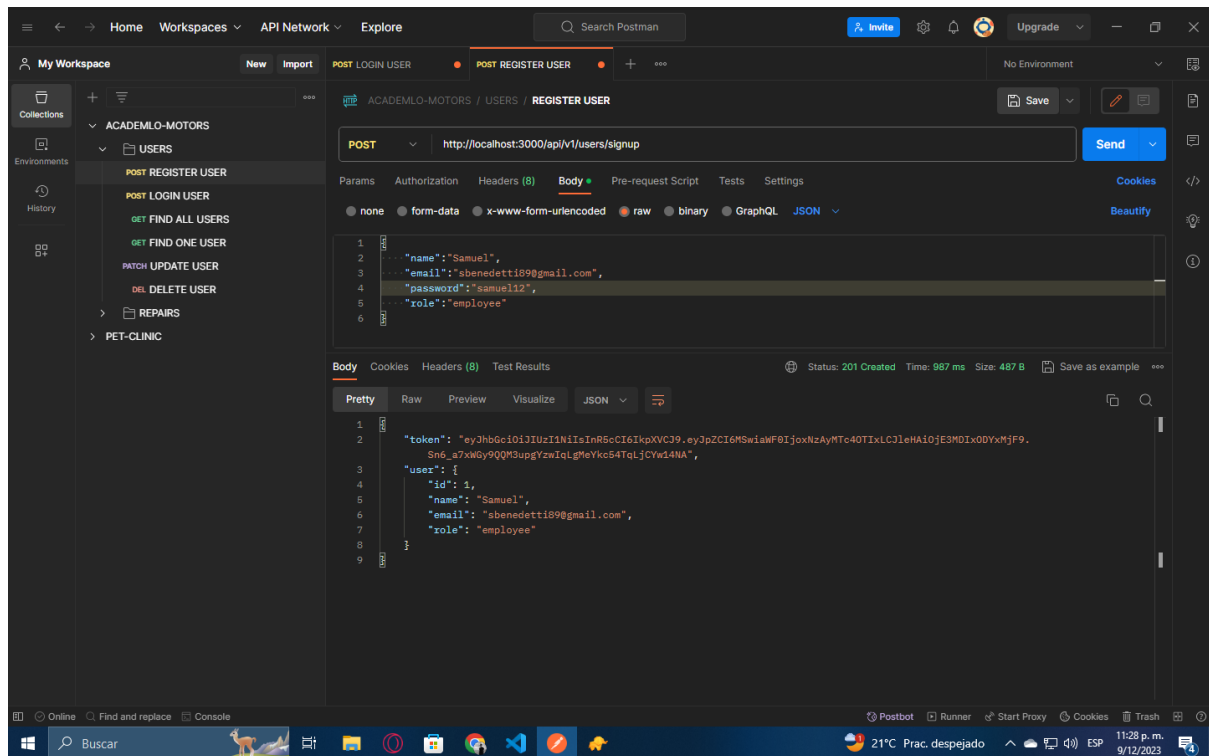 Home Workspaces API Network Explore Search Postman Invite Upgrade
My Workspace New Import POST LOGIN USER POST REGISTER USER No Environment
Collections
Environments
History
ACADEMLO-MOTORS
USERS
POST REGISTER USER
POST LOGIN USER
GET FIND ALL USERS
GET FIND ONE USER
PATCH UPDATE USER
DEL DELETE USER
REPAIRS
PET-CLINIC
HTTP ACADEMLO-MOTORS / USERS / REGISTER USER Save
POST http://localhost:3000/api/v1/users/signup Send
Params Authorization Headers (8) Body Pre-request Script Tests Settings Cookies
none form-data x-www-form-urlencoded raw binary GraphQL JSON Beautify
1 {
2 "name":"Samuel",
3 "email":"sbenedetti89@gmail.com",
4 "password":"samuel12",
5 "role":"employee"
6 }
Body Cookies Headers (8) Test Results Status: 201 Created Time: 987 ms Size: 487 B Save as example
Pretty Raw Preview Visualize JSON
1 {
2 "token": "eyJhbGciOiJIUzI1NiIsInR5cCI6IkpXVCJ9.eyJpZCI6MSwiaWF0IjoxNzAyMTc4OTIxLCJleHAiOjE3MDIxODYxMjF9.
Sn6_a7xWGy9QQM3upgYzwIqLgMeYkc54TqLjCYw14NA",
3 "user": {
4 "id": 1,
5 "name": "Samuel",
6 "email": "sbenedetti89@gmail.com",
7 "role": "employee"
8 }
9 }
Online Find and replace Console Postbot Runner Start Proxy Cookies Trash
Buscar 21°C Prac. despejado ESP 11:28 p. m.
9/12/2023 4